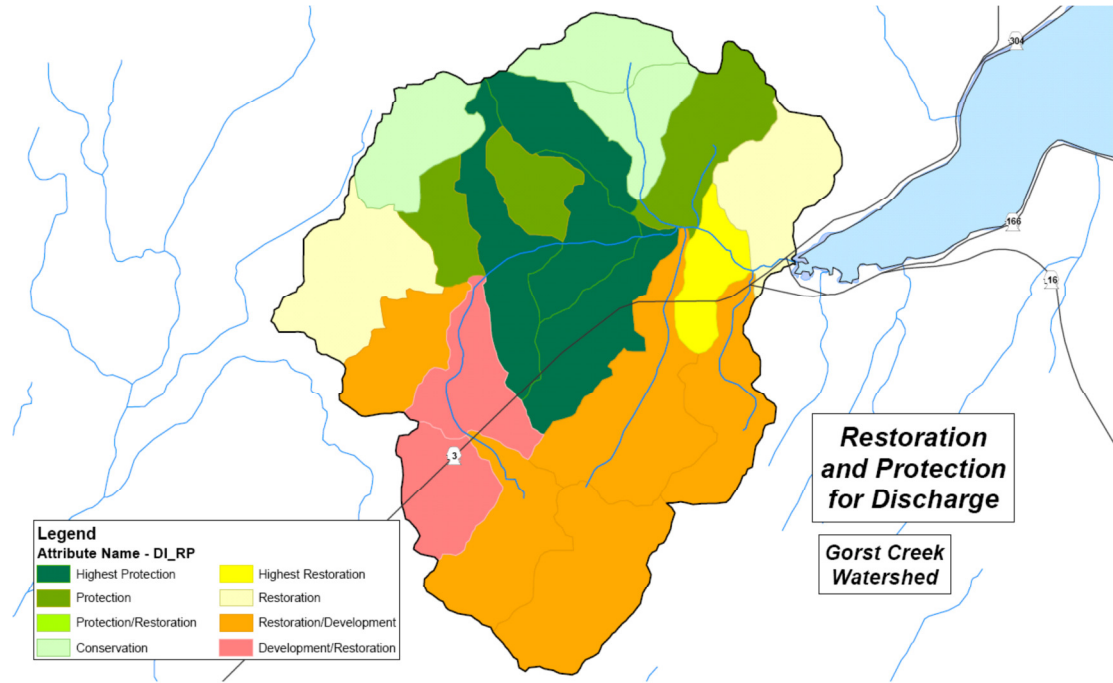 304
166
16
Restoration
and Protection
for Discharge
3
Gorst Creek
Watershed
Legend
Attribute Name - DI_RP
Highest Protection
Highest Restoration
Protection
Restoration
Protection/Restoration
Restoration/Development
Conservation
Development/Restoration